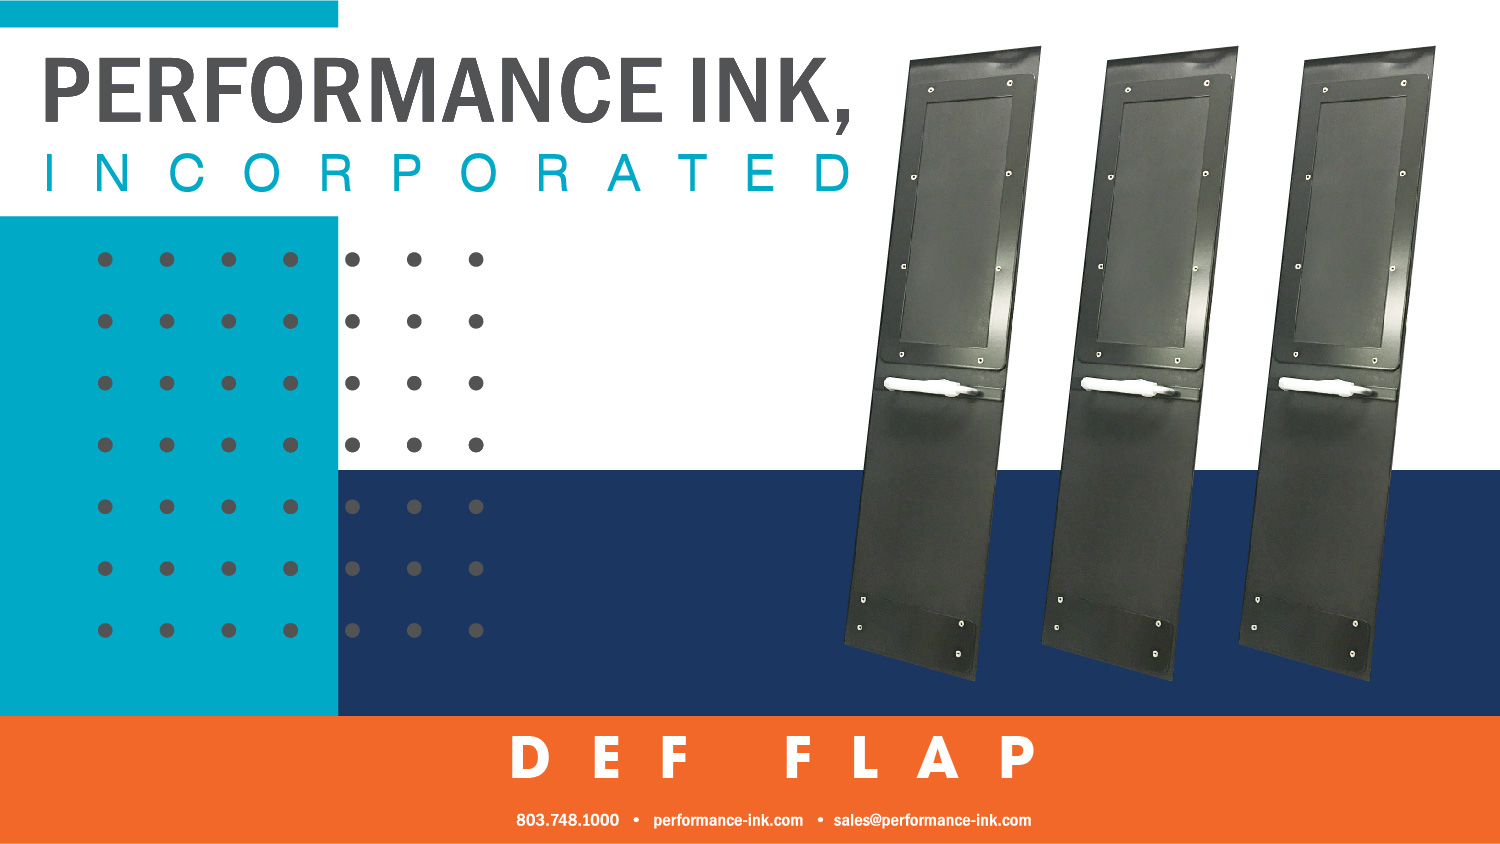 PERFORMANCE INK,
INCORPORATED
DEF FLAP
803.748.1000 • performance-ink.com • sales@performance-ink.com